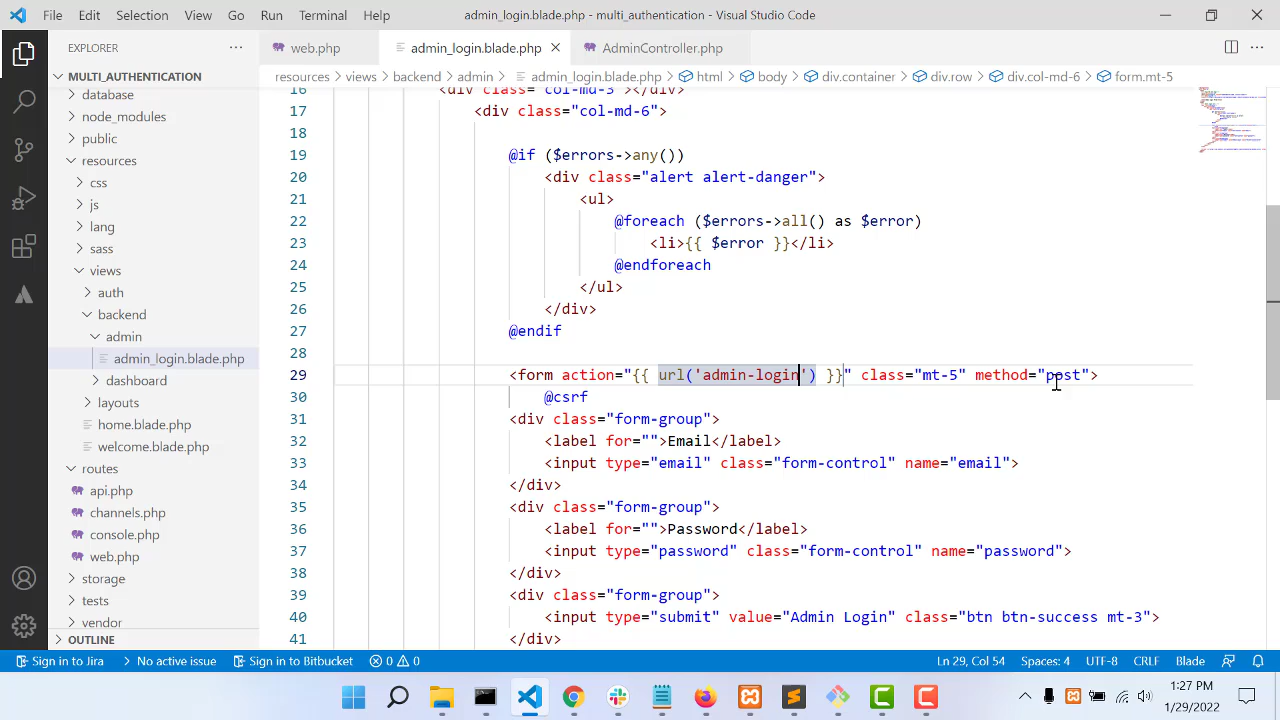 File Edit Selection View Go Run Terminal Help admin_login.blade.php - multi_authentication - Visual Studio Code
EXPLORER
web.php admin_login.blade.php AdminController.php
MULTI_AUTHENTICATION
resources > views > backend > admin > admin_login.blade.php > html > body > div.container > div.row > div.col-md-6 > form.mt-5
database
node_modules
public
resources
css
js
lang
sass
views
auth
backend
admin
admin_login.blade.php
dashboard
layouts
home.blade.php
welcome.blade.php
routes
api.php
channels.php
console.php
web.php
storage
tests
vendor
OUTLINE
16 <div class="col-md-3"></div>
17 <div class="col-md-6">
18
19 @if ($errors->any())
20 <div class="alert alert-danger">
21 <ul>
22 @foreach ($errors->all() as $error)
23 <li>{{ $error }}</li>
24 @endforeach
25 </ul>
26 </div>
27 @endif
28
29 <form action="{{ url('admin-login') }}" class="mt-5" method="post">
30 @csrf
31 <div class="form-group">
32 <label for="">Email</label>
33 <input type="email" class="form-control" name="email">
34 </div>
35 <div class="form-group">
36 <label for="">Password</label>
37 <input type="password" class="form-control" name="password">
38 </div>
39 <div class="form-group">
40 <input type="submit" value="Admin Login" class="btn btn-success mt-3">
41 </div>
Sign in to Jira No active issue Sign in to Bitbucket 0 0 Ln 29, Col 54 Spaces: 4 UTF-8 CRLF Blade
1:27 PM
1/29/2022